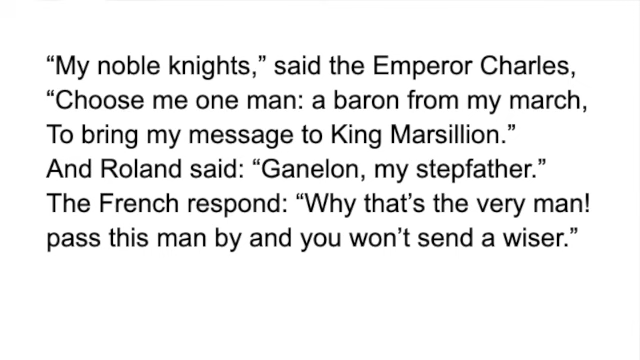 “My noble knights,” said the Emperor Charles,
“Choose me one man: a baron from my march,
To bring my message to King Marsillion.”
And Roland said: “Ganelon, my stepfather.”
The French respond: “Why that’s the very man!
pass this man by and you won’t send a wiser.”